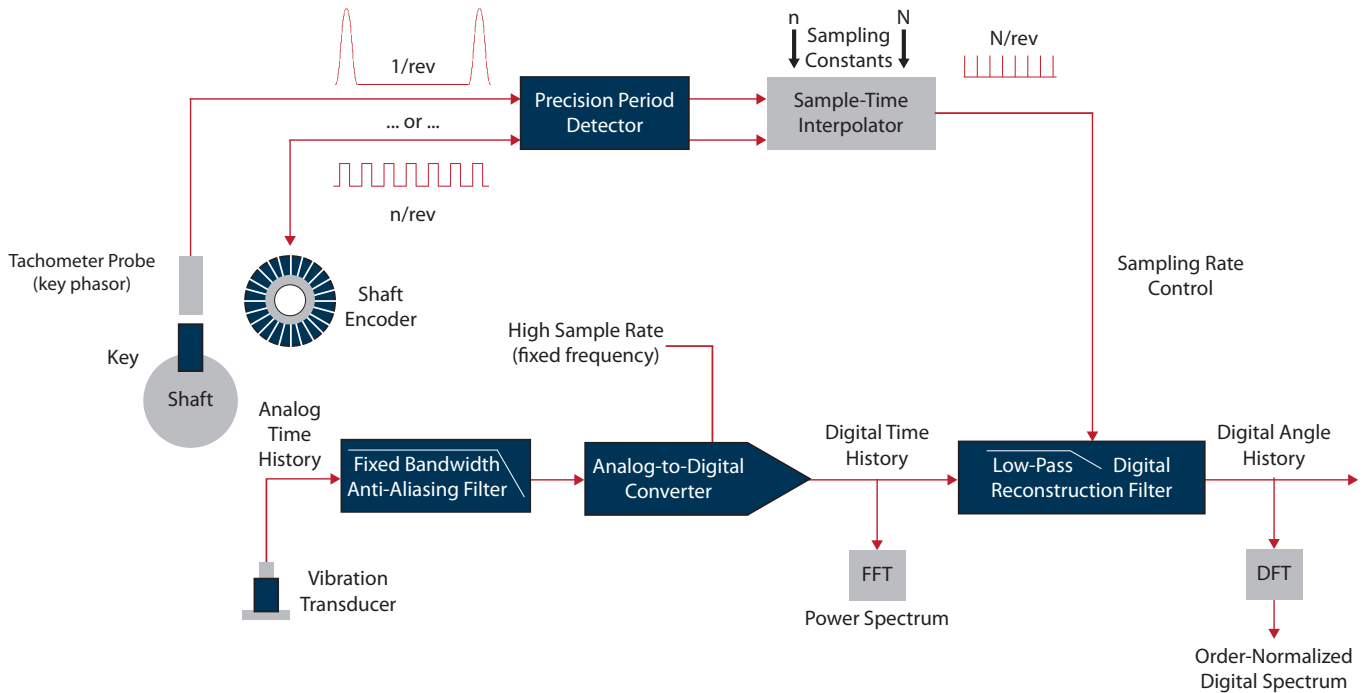 n
N
Sampling
Constants
N/rev
1/rev
Precision Period
Detector
Sample-Time
Interpolator
... or ...
n/rev
Tachometer Probe
(key phasor)
Shaft
Encoder
Sampling Rate
Control
Key
Shaft
High Sample Rate
(fixed frequency)
Analog
Time
History
Fixed Bandwidth
Anti-Aliasing Filter
Analog-to-Digital
Converter
Digital Time
History
Low-Pass Digital
Reconstruction Filter
Digital Angle
History
Vibration
Transducer
FFT
Power Spectrum
DFT
Order-Normalized
Digital Spectrum